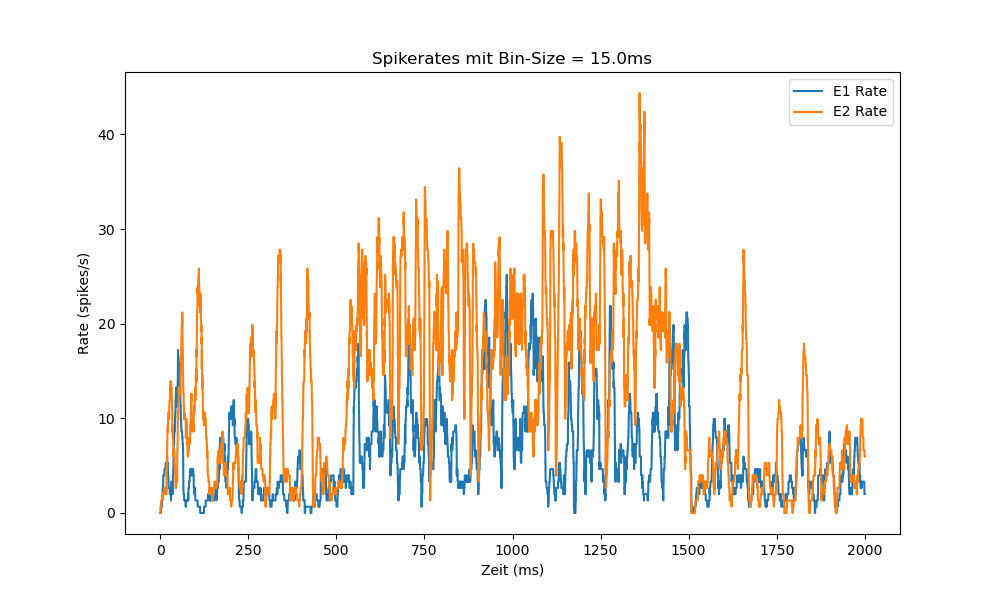 Spikerates mit Bin-Size = 15.0ms
E1 Rate
E2 Rate
Rate (spikes/s)
40
30
20
10
0
0 250 500 750 1000 1250 1500 1750 2000
Zeit (ms)